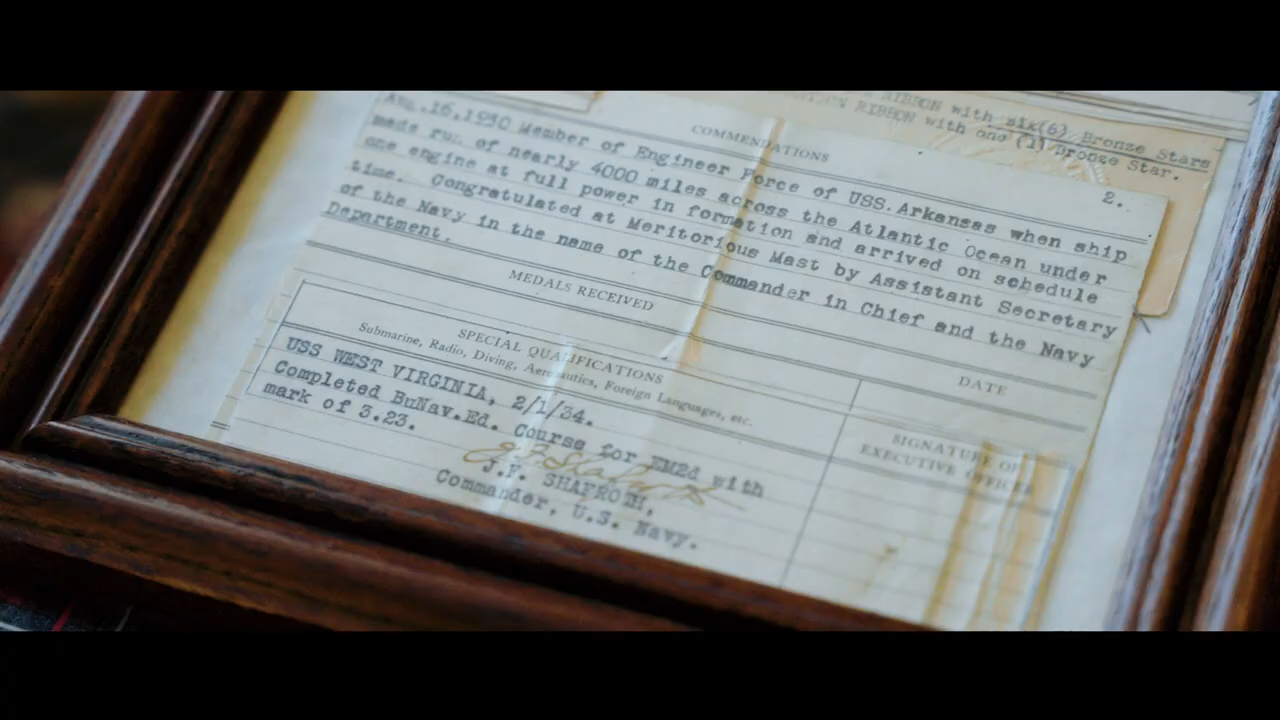 RIBBON with six(6) Bronze Stars
RIBBON with one (1) Bronze Star.
2.
COMMENDATIONS
Aug.16,1930 Member of Engineer Force of USS.Arkansas when ship
made run of nearly 4000 miles across the Atlantic Ocean under
one engine at full power in formation and arrived on schedule
time. Congratulated at Meritorious Mast by Assistant Secretary
of the Navy in the name of the Commander in Chief and the Navy
Department.
MEDALS RECEIVED
DATE
SPECIAL QUALIFICATIONS
Submarine, Radio, Diving, Aeronautics, Foreign Languages, etc.
SIGNATURE OF
EXECUTIVE OFFICER
USS WEST VIRGINIA, 2/1/34.
Completed BuNav.Ed. Course for EM2d with
mark of 3.23.
J.F. Shafroth
J.F. SHAFROTH,
Commander, U.S. Navy.